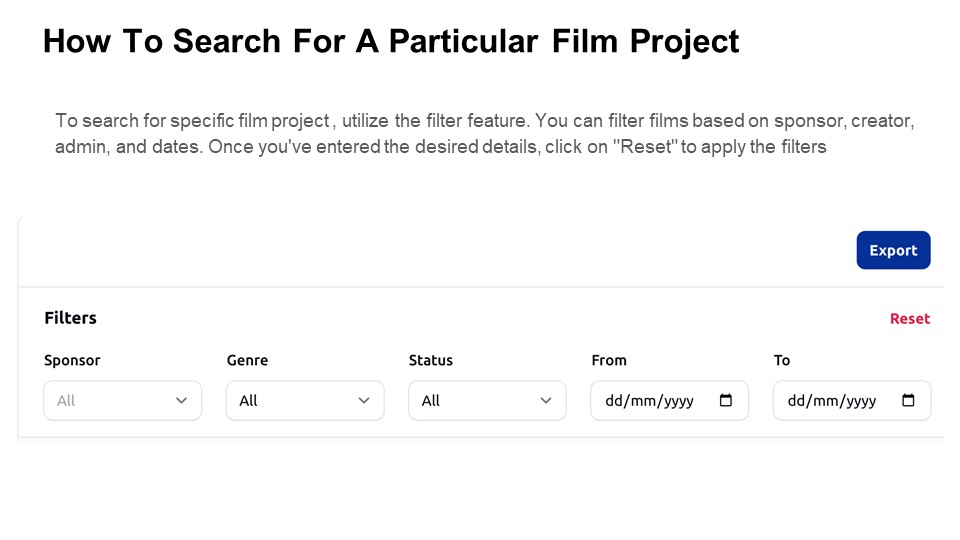 How To Search For A Particular Film Project
To search for specific film project , utilize the filter feature. You can filter films based on sponsor, creator,
admin, and dates. Once you've entered the desired details, click on "Reset" to apply the filters
Export
Filters
Reset
Sponsor Genre Status From To
All All All dd/mm/yyyy dd/mm/yyyy